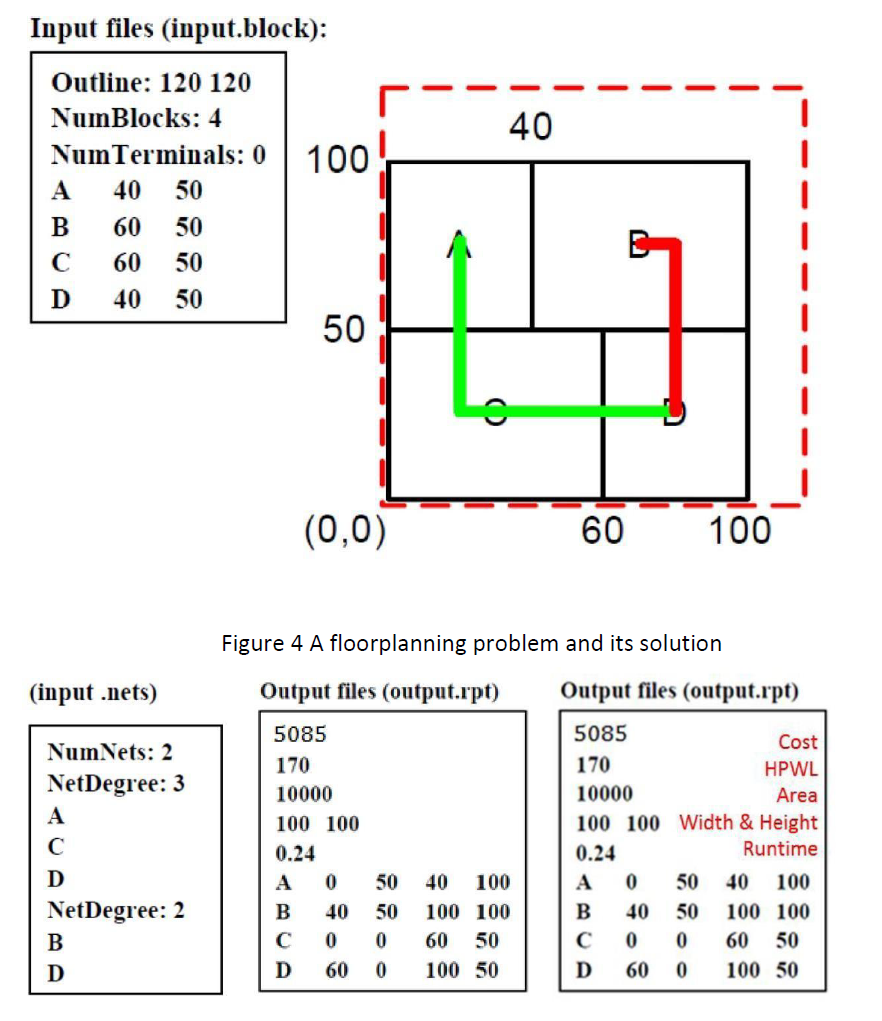 Input files (input.block):
Outline: 120 120
NumBlocks: 4
NumTerminals: 0
A 40 50
B 60 50
C 60 50
D 40 50
40
100
A
B
50
C
D
(0,0)
60
100
Figure 4 A floorplanning problem and its solution
(input .nets)
NumNets: 2
NetDegree: 3
A
C
D
NetDegree: 2
B
D
Output files (output.rpt)
5085
170
10000
100 100
0.24
A 0 50 40 100
B 40 50 100 100
C 0 0 60 50
D 60 0 100 50
Output files (output.rpt)
5085 Cost
170 HPWL
10000 Area
100 100 Width & Height
0.24 Runtime
A 0 50 40 100
B 40 50 100 100
C 0 0 60 50
D 60 0 100 50